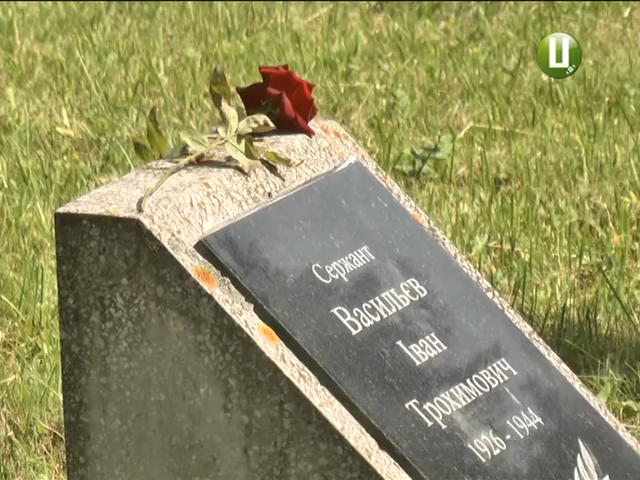 Ц
Сержант
Васильєв
Іван
Трохимович
1926 - 1944